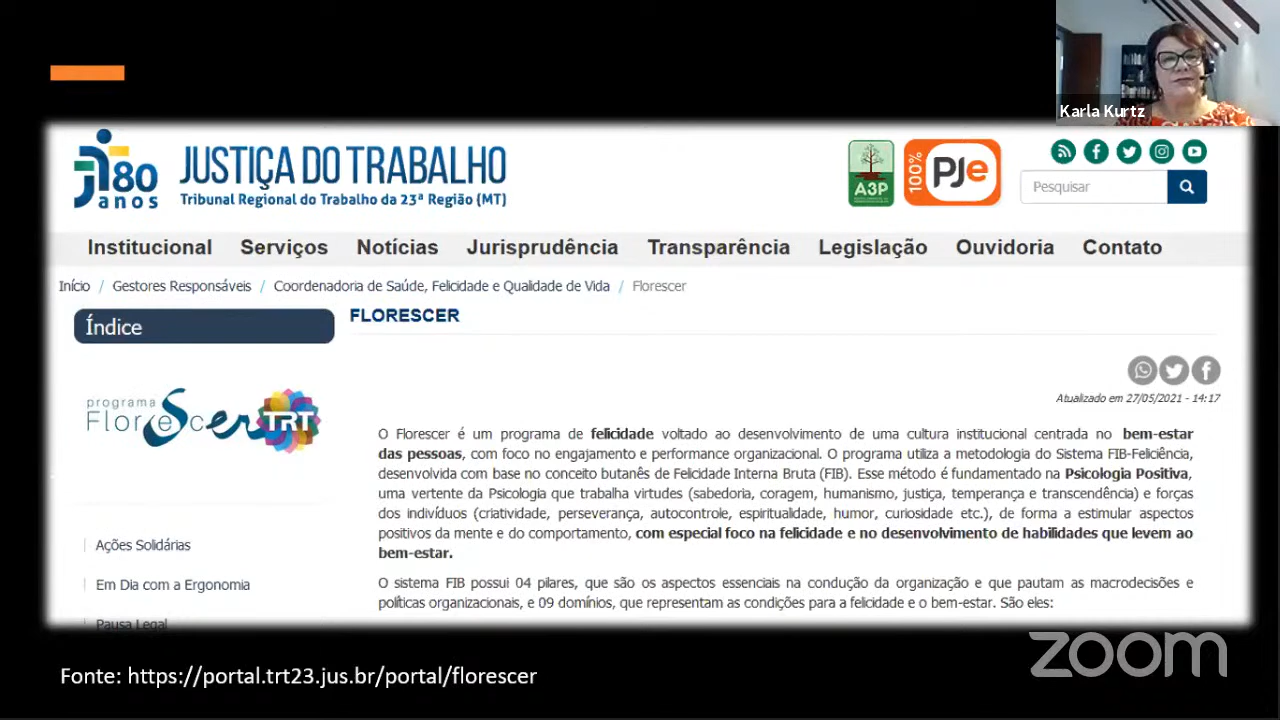 Karla Kurtz
80
anos
JUSTIÇA DO TRABALHO
Tribunal Regional do Trabalho da 23ª Região (MT)
A3P
100%
PJe
Pesquisar
Institucional Serviços Notícias Jurisprudência Transparência Legislação Ouvidoria Contato
Início / Gestores Responsáveis / Coordenadoria de Saúde, Felicidade e Qualidade de Vida / Florescer
Índice
FLORESCER
programa
FloreScer TRT
Atualizado em 27/05/2021 - 14:17
O Florescer é um programa de felicidade voltado ao desenvolvimento de uma cultura institucional centrada no bem-estar
das pessoas, com foco no engajamento e performance organizacional. O programa utiliza a metodologia do Sistema FIB-Feliciência,
desenvolvida com base no conceito butanês de Felicidade Interna Bruta (FIB). Esse método é fundamentado na Psicologia Positiva,
uma vertente da Psicologia que trabalha virtudes (sabedoria, coragem, humanismo, justiça, temperança e transcendência) e forças
dos indivíduos (criatividade, perseverança, autocontrole, espiritualidade, humor, curiosidade etc.), de forma a estimular aspectos
positivos da mente e do comportamento, com especial foco na felicidade e no desenvolvimento de habilidades que levem ao
bem-estar.
O sistema FIB possui 04 pilares, que são os aspectos essenciais na condução da organização e que pautam as macrodecisões e
políticas organizacionais, e 09 domínios, que representam as condições para a felicidade e o bem-estar. São eles:
Ações Solidárias
Em Dia com a Ergonomia
Pausa Legal
zoom
Fonte: https://portal.trt23.jus.br/portal/florescer